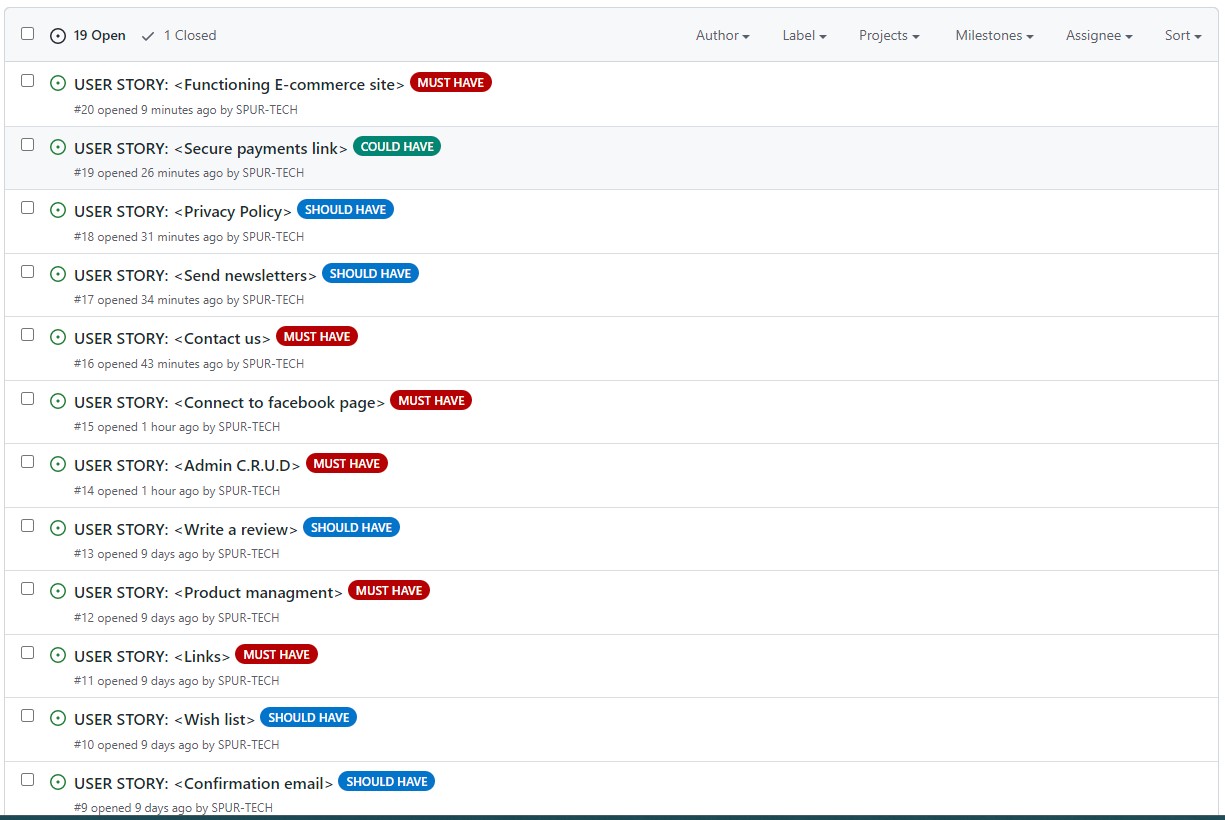 19 Open 1 Closed Author Label Projects Milestones Assignee Sort
USER STORY: <Functioning E-commerce site> MUST HAVE
#20 opened 9 minutes ago by SPUR-TECH
USER STORY: <Secure payments link> COULD HAVE
#19 opened 26 minutes ago by SPUR-TECH
USER STORY: <Privacy Policy> SHOULD HAVE
#18 opened 31 minutes ago by SPUR-TECH
USER STORY: <Send newsletters> SHOULD HAVE
#17 opened 34 minutes ago by SPUR-TECH
USER STORY: <Contact us> MUST HAVE
#16 opened 43 minutes ago by SPUR-TECH
USER STORY: <Connect to facebook page> MUST HAVE
#15 opened 1 hour ago by SPUR-TECH
USER STORY: <Admin C.R.U.D> MUST HAVE
#14 opened 1 hour ago by SPUR-TECH
USER STORY: <Write a review> SHOULD HAVE
#13 opened 9 days ago by SPUR-TECH
USER STORY: <Product managment> MUST HAVE
#12 opened 9 days ago by SPUR-TECH
USER STORY: <Links> MUST HAVE
#11 opened 9 days ago by SPUR-TECH
USER STORY: <Wish list> SHOULD HAVE
#10 opened 9 days ago by SPUR-TECH
USER STORY: <Confirmation email> SHOULD HAVE
#9 opened 9 days ago by SPUR-TECH